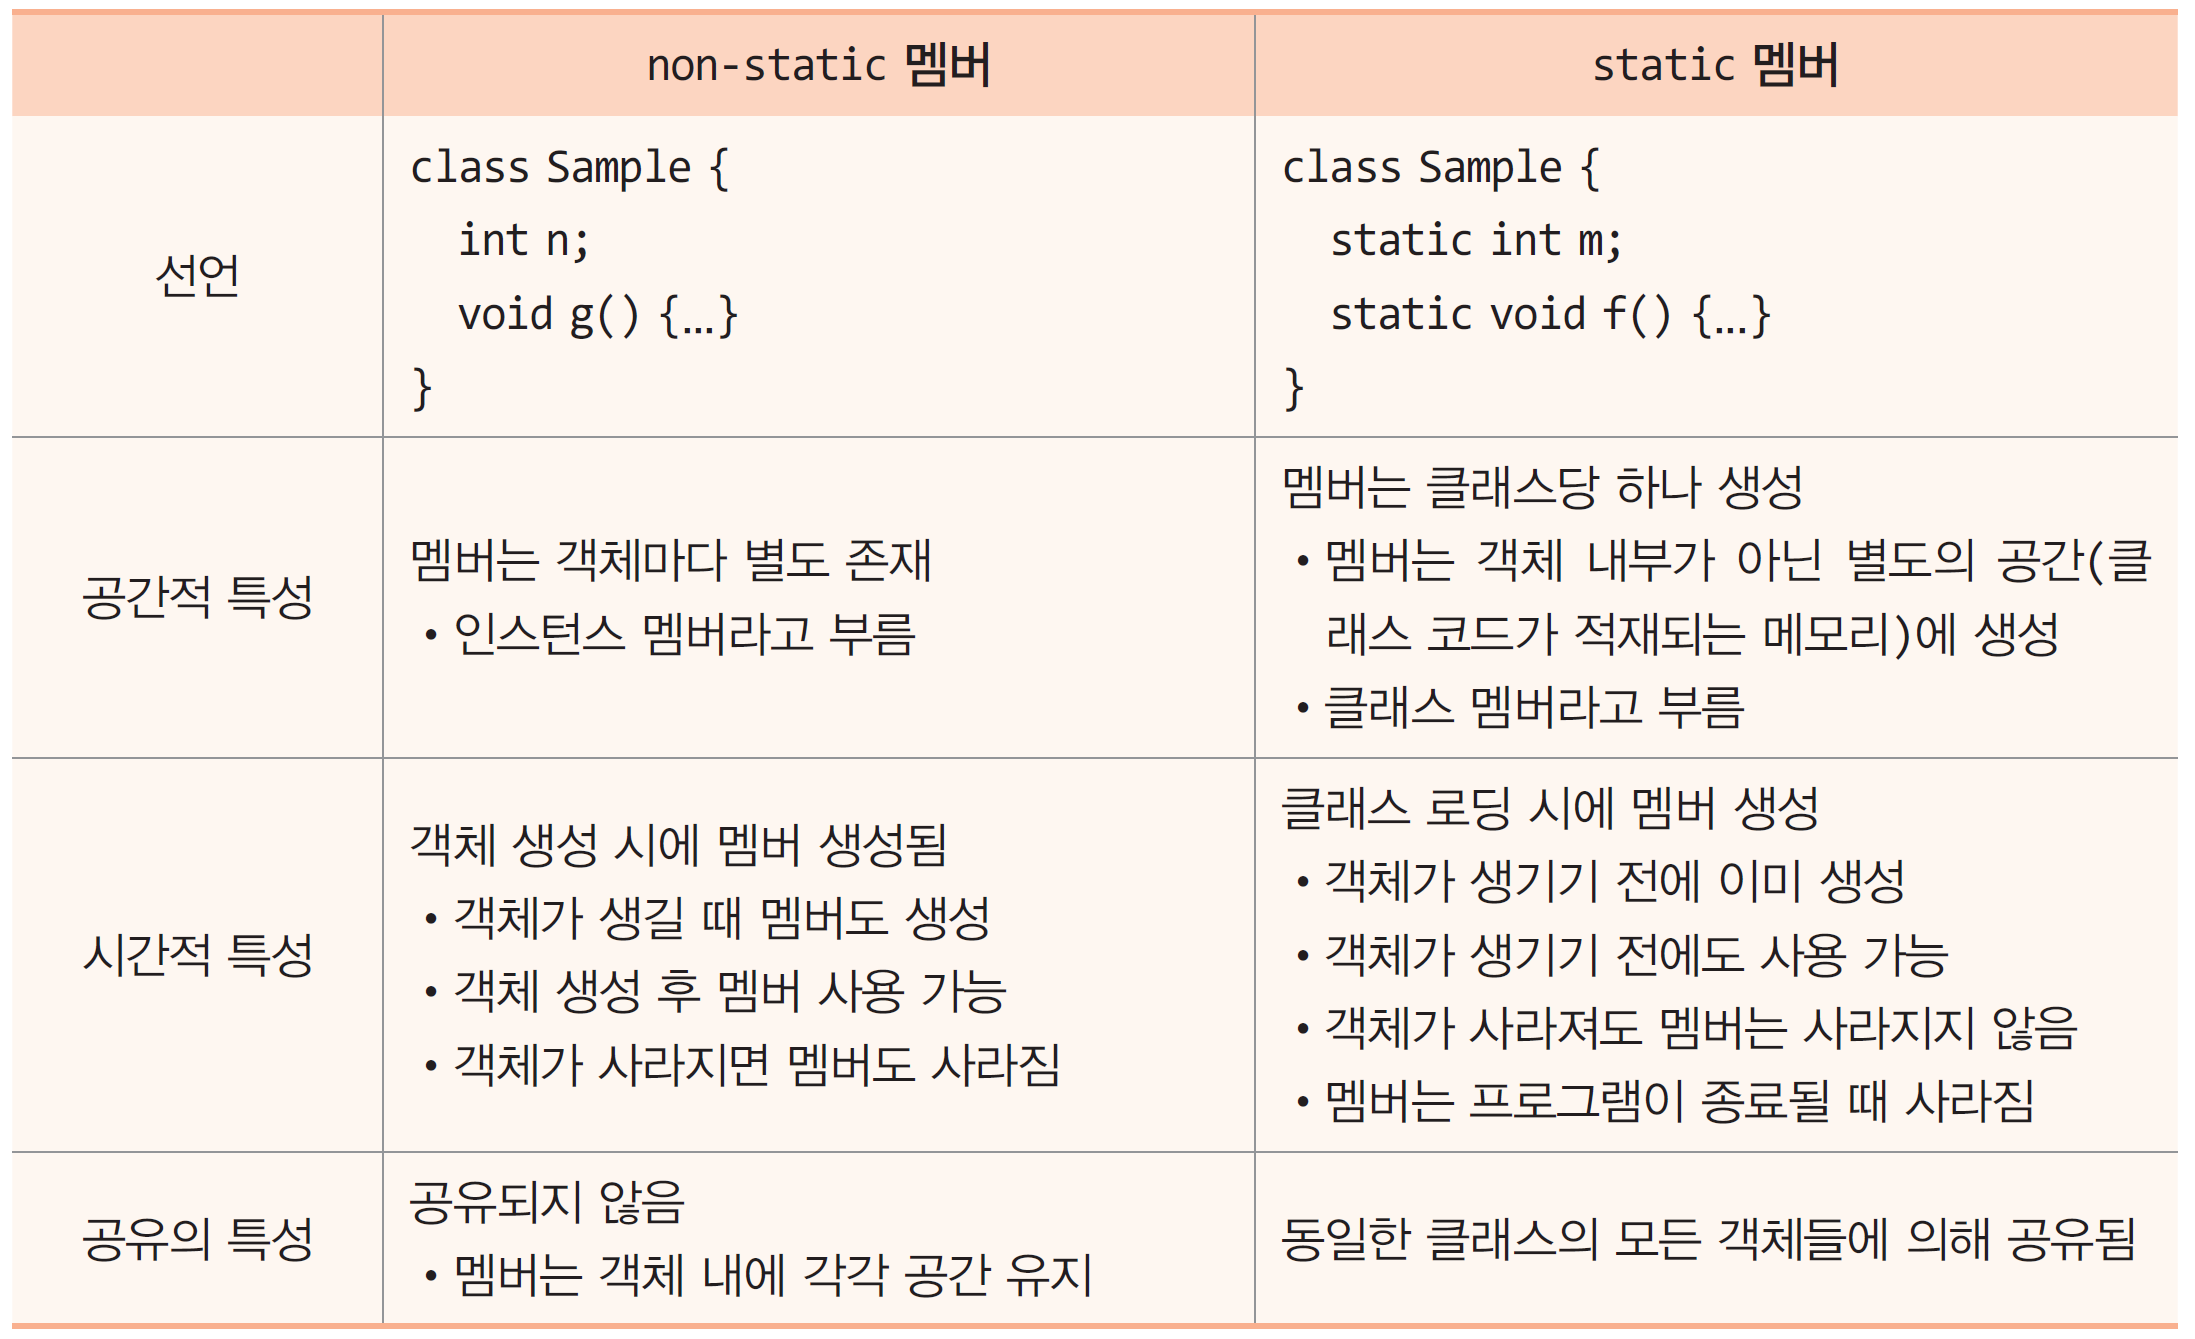 non-static 멤버
static 멤버
선언
class Sample {
int n;
void g() {...}
}
class Sample {
static int m;
static void f() {...}
}
공간적 특성
멤버는 객체마다 별도 존재
• 인스턴스 멤버라고 부름
멤버는 클래스당 하나 생성
• 멤버는 객체 내부가 아닌 별도의 공간(클
래스 코드가 적재되는 메모리)에 생성
• 클래스 멤버라고 부름
시간적 특성
객체 생성 시에 멤버 생성됨
• 객체가 생길 때 멤버도 생성
• 객체 생성 후 멤버 사용 가능
• 객체가 사라지면 멤버도 사라짐
클래스 로딩 시에 멤버 생성
• 객체가 생기기 전에 이미 생성
• 객체가 생기기 전에도 사용 가능
• 객체가 사라져도 멤버는 사라지지 않음
• 멤버는 프로그램이 종료될 때 사라짐
공유의 특성
공유되지 않음
• 멤버는 객체 내에 각각 공간 유지
동일한 클래스의 모든 객체들에 의해 공유됨